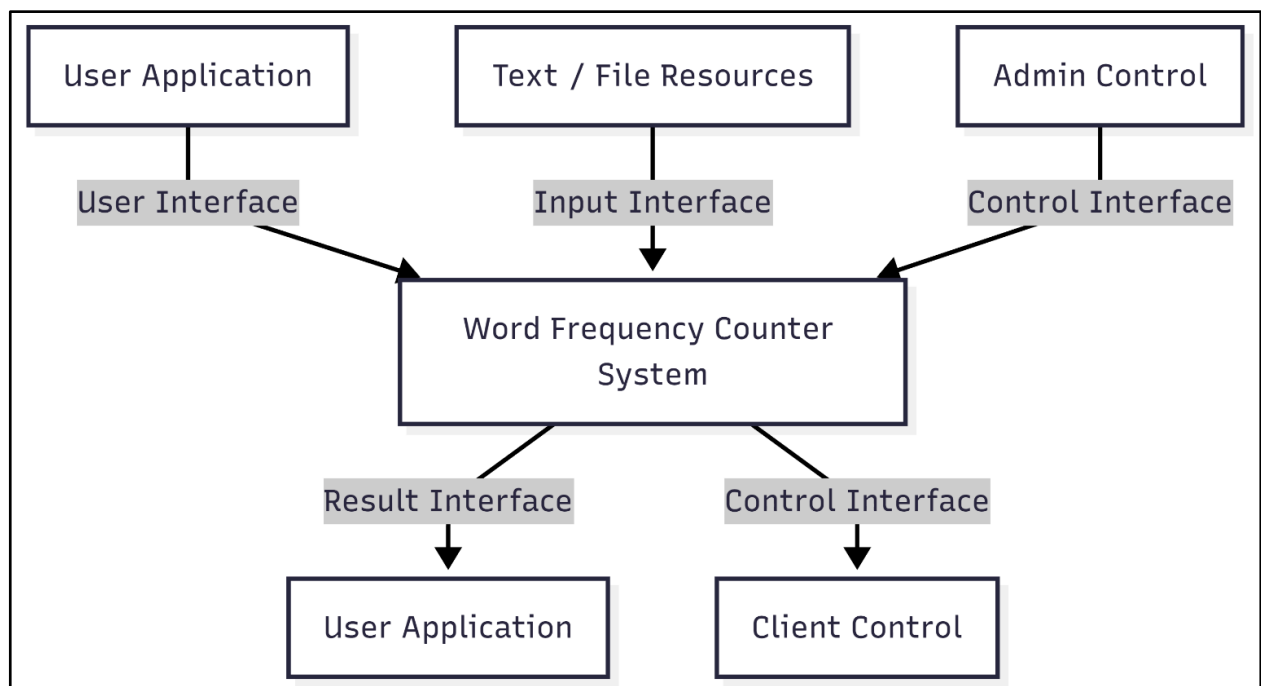 User Application
Text / File Resources
Admin Control
User Interface
Input Interface
Control Interface
Word Frequency Counter
System
Result Interface
Control Interface
User Application
Client Control